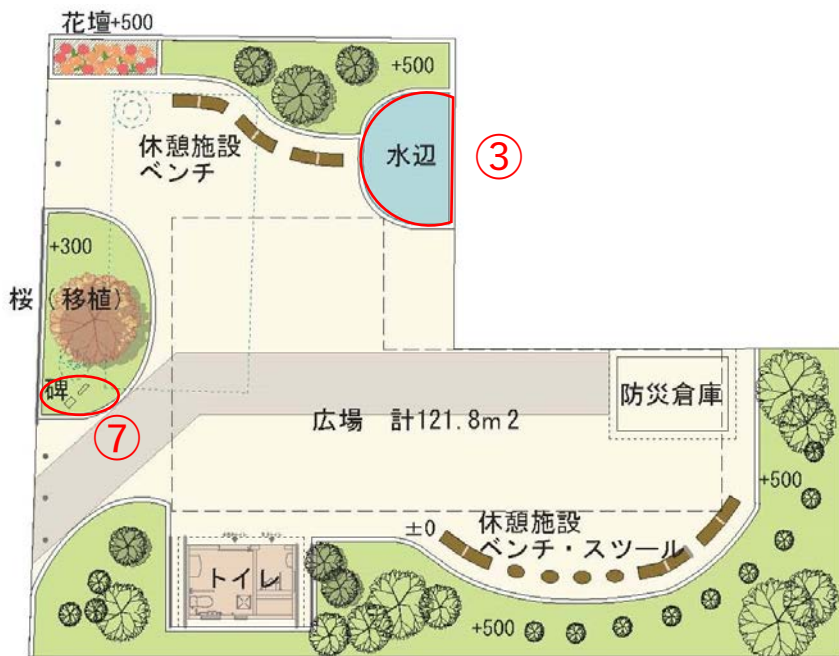 花壇+500
+500
休憩施設
ベンチ
水辺
③
+300
桜(移植)
碑
⑦
防災倉庫
広場 計121.8m2
+500
±0
休憩施設
ベンチ・スツール
トイレ
+500